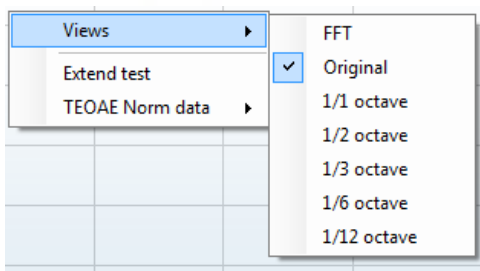 Views
Extend test
TEOAE Norm data
FFT
Original
1/1 octave
1/2 octave
1/3 octave
1/6 octave
1/12 octave